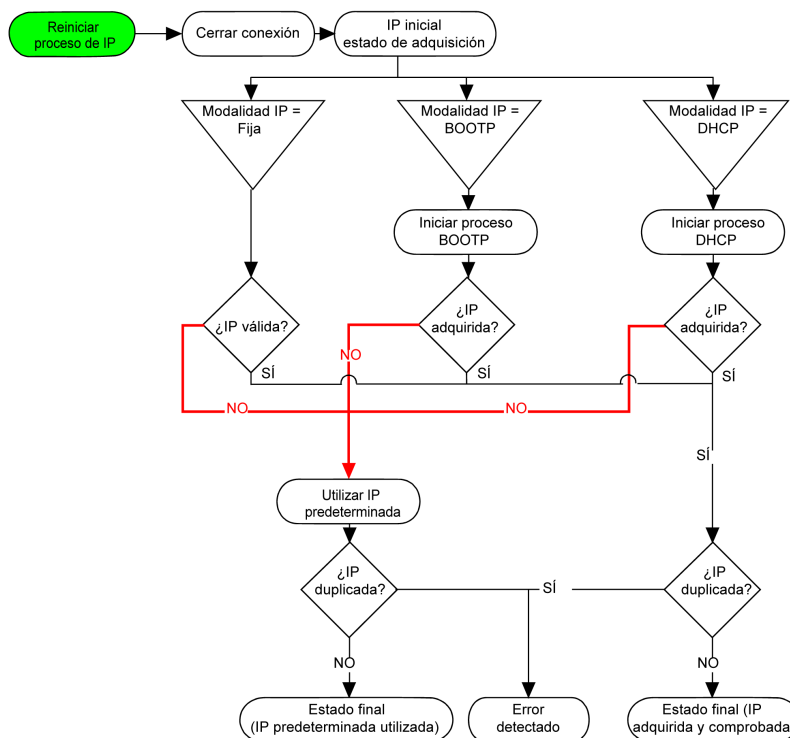 Reiniciar
proceso de IP
Cerrar conexión
IP inicial
estado de adquisición
Modalidad IP =
Fija
Modalidad IP =
BOOTP
Modalidad IP =
DHCP
Iniciar proceso
BOOTP
Iniciar proceso
DHCP
¿IP válida?
¿IP
adquirida?
¿IP
adquirida?
NO
SÍ
SÍ
SÍ
NO
NO
SÍ
Utilizar IP
predeterminada
¿IP
duplicada?
SÍ
¿IP
duplicada?
NO
NO
Estado final
(IP predeterminada utilizada)
Error
detectado
Estado final (IP
adquirida y comprobada